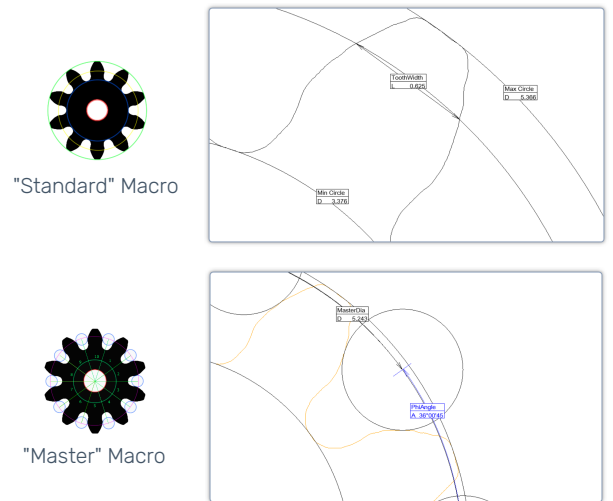 ToothWidth
L 0.625
Max Circle
D 5.366
Min Circle
D 3.376
"Standard" Macro
MasterDia
D 5.243
PhiAngle
A 36°00'45
"Master" Macro